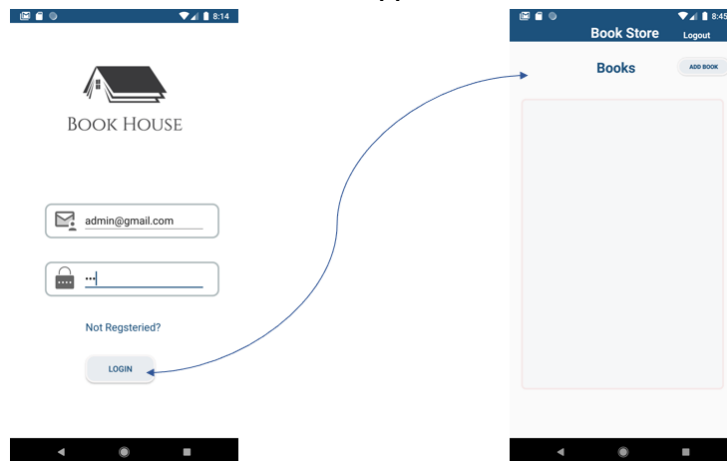 8:14
BOOK HOUSE
admin@gmail.com
Not Regsteried?
LOGIN
8:45
Book Store
Logout
Books
ADD BOOK